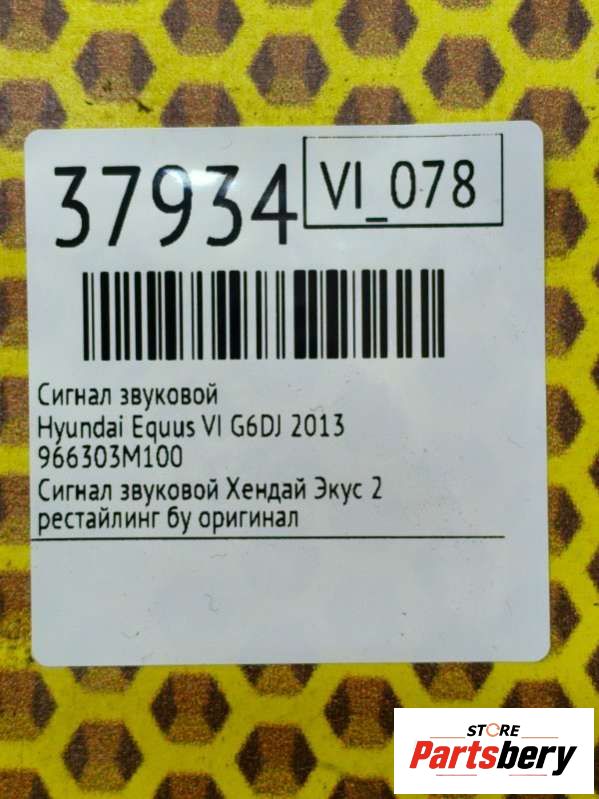 37934
VI_078
Сигнал звуковой
Hyundai Equus VI G6DJ 2013
966303M100
Сигнал звуковой Хендай Экус 2
рестайлинг бу оригинал
STORE
Partsbery